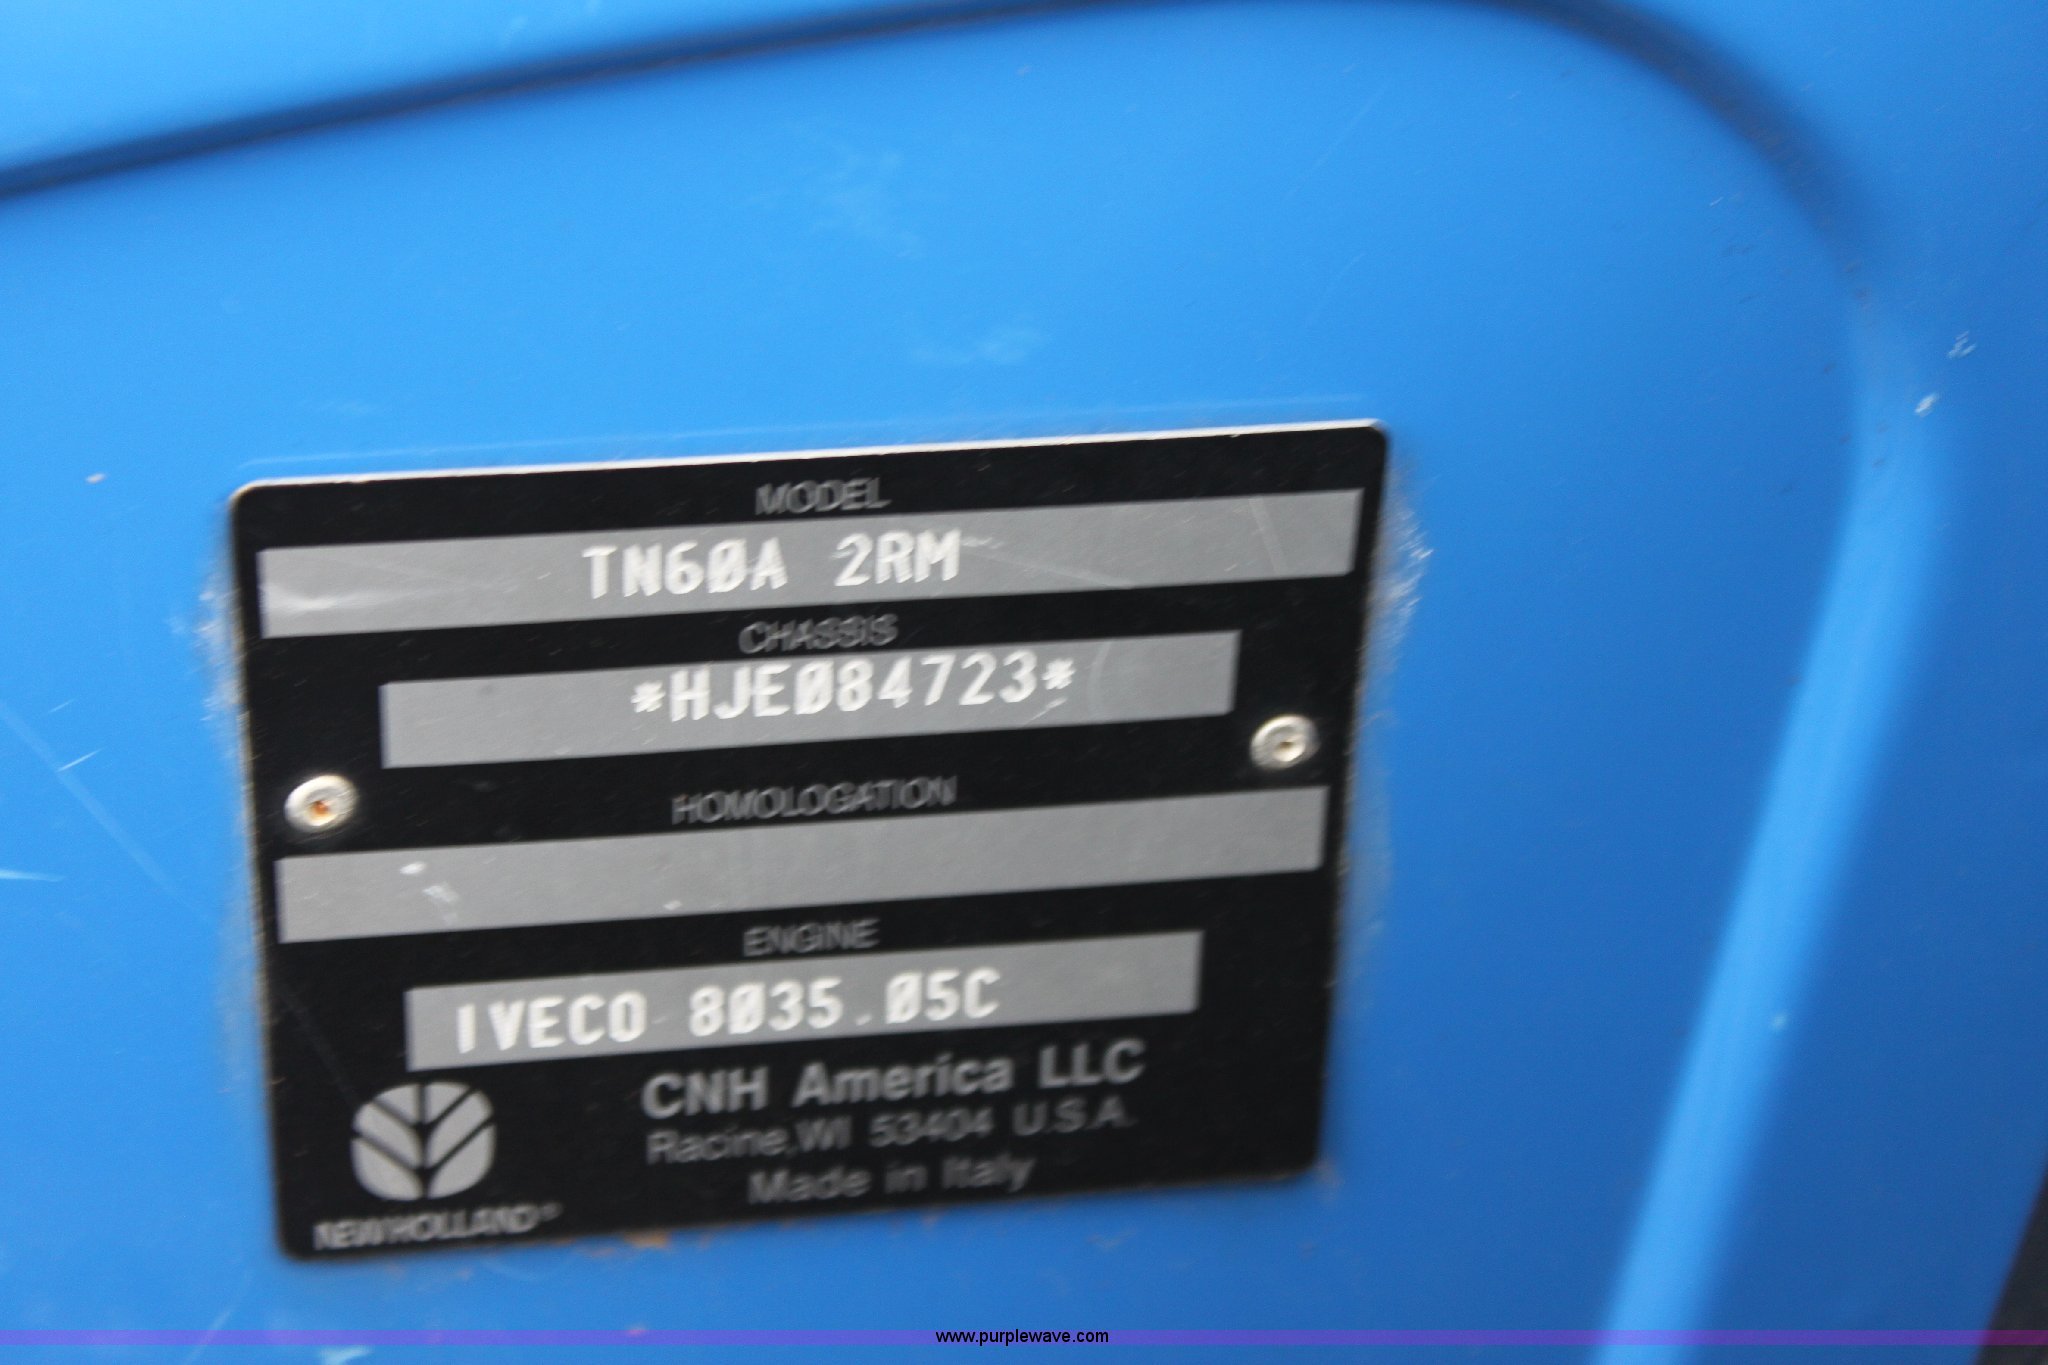 MODEL
TN60A 2RM
CHASSIS
*HJE084723*
HOMOLOGATION
ENGINE
IVECO 8035.05C
CNH America LLC
Racine, WI 53404 U.S.A.
Made in Italy
NEW HOLLAND
www.purplewave.com